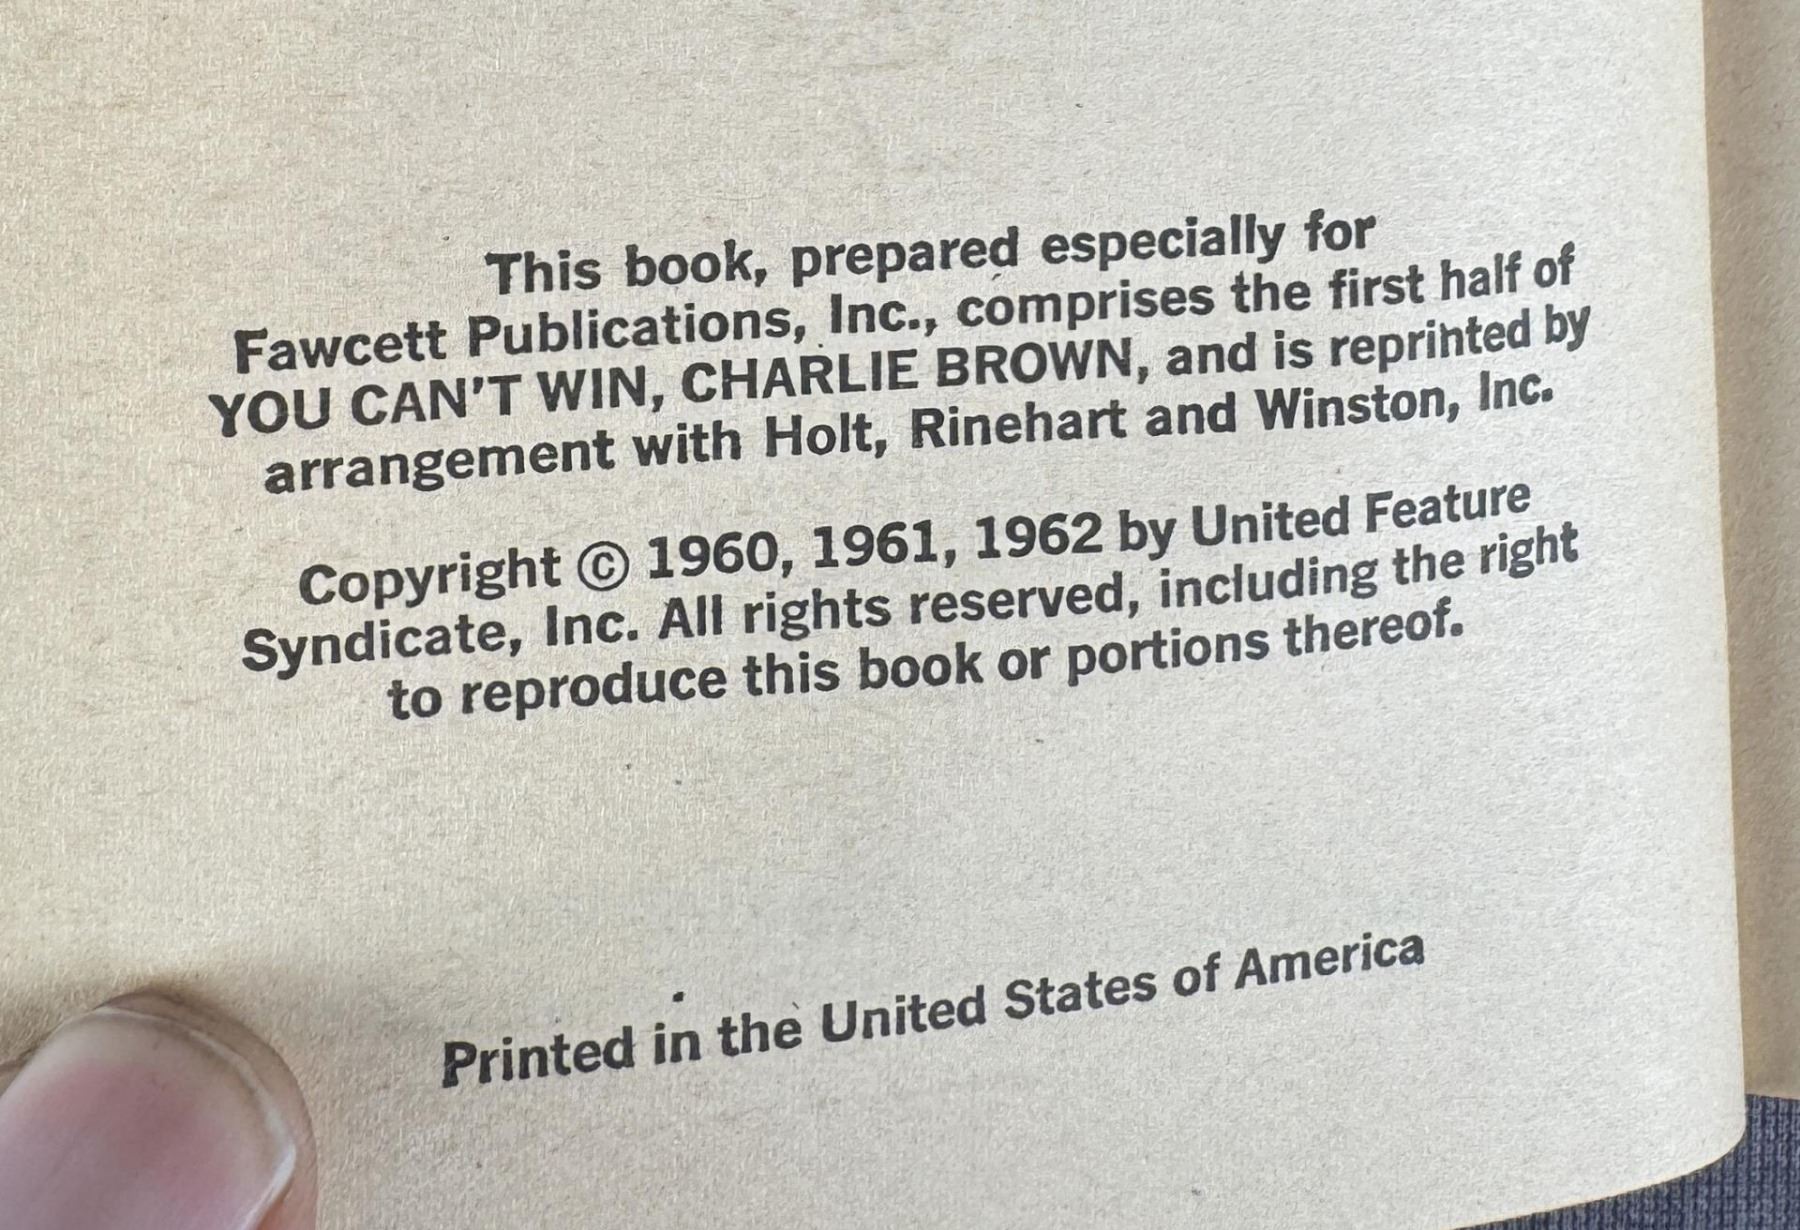 This book, prepared especially for
Fawcett Publications, Inc., comprises the first half of
YOU CAN'T WIN, CHARLIE BROWN, and is reprinted by
arrangement with Holt, Rinehart and Winston, Inc.
Copyright © 1960, 1961, 1962 by United Feature
Syndicate, Inc. All rights reserved, including the right
to reproduce this book or portions thereof.
Printed in the United States of America